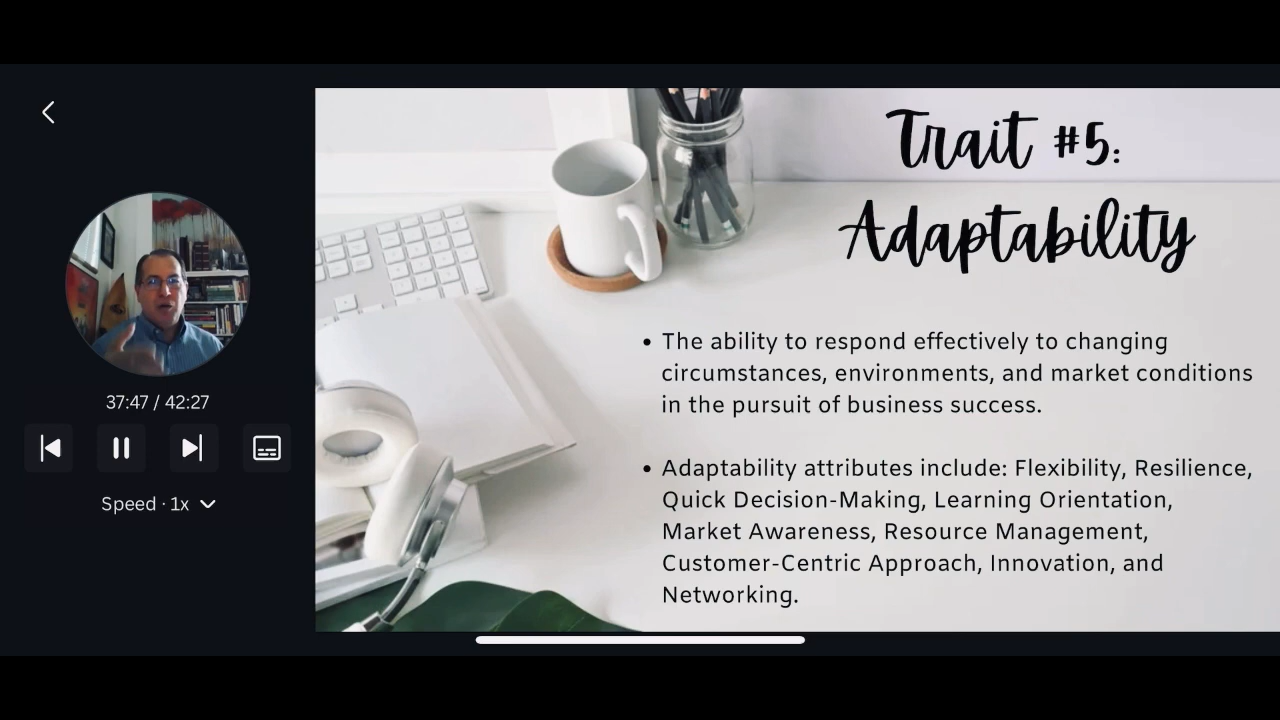 Trait #5:
Adaptability
• The ability to respond effectively to changing
circumstances, environments, and market conditions
in the pursuit of business success.
• Adaptability attributes include: Flexibility, Resilience,
Quick Decision-Making, Learning Orientation,
Market Awareness, Resource Management,
Customer-Centric Approach, Innovation, and
Networking.
37:47 / 42:27
Speed · 1x